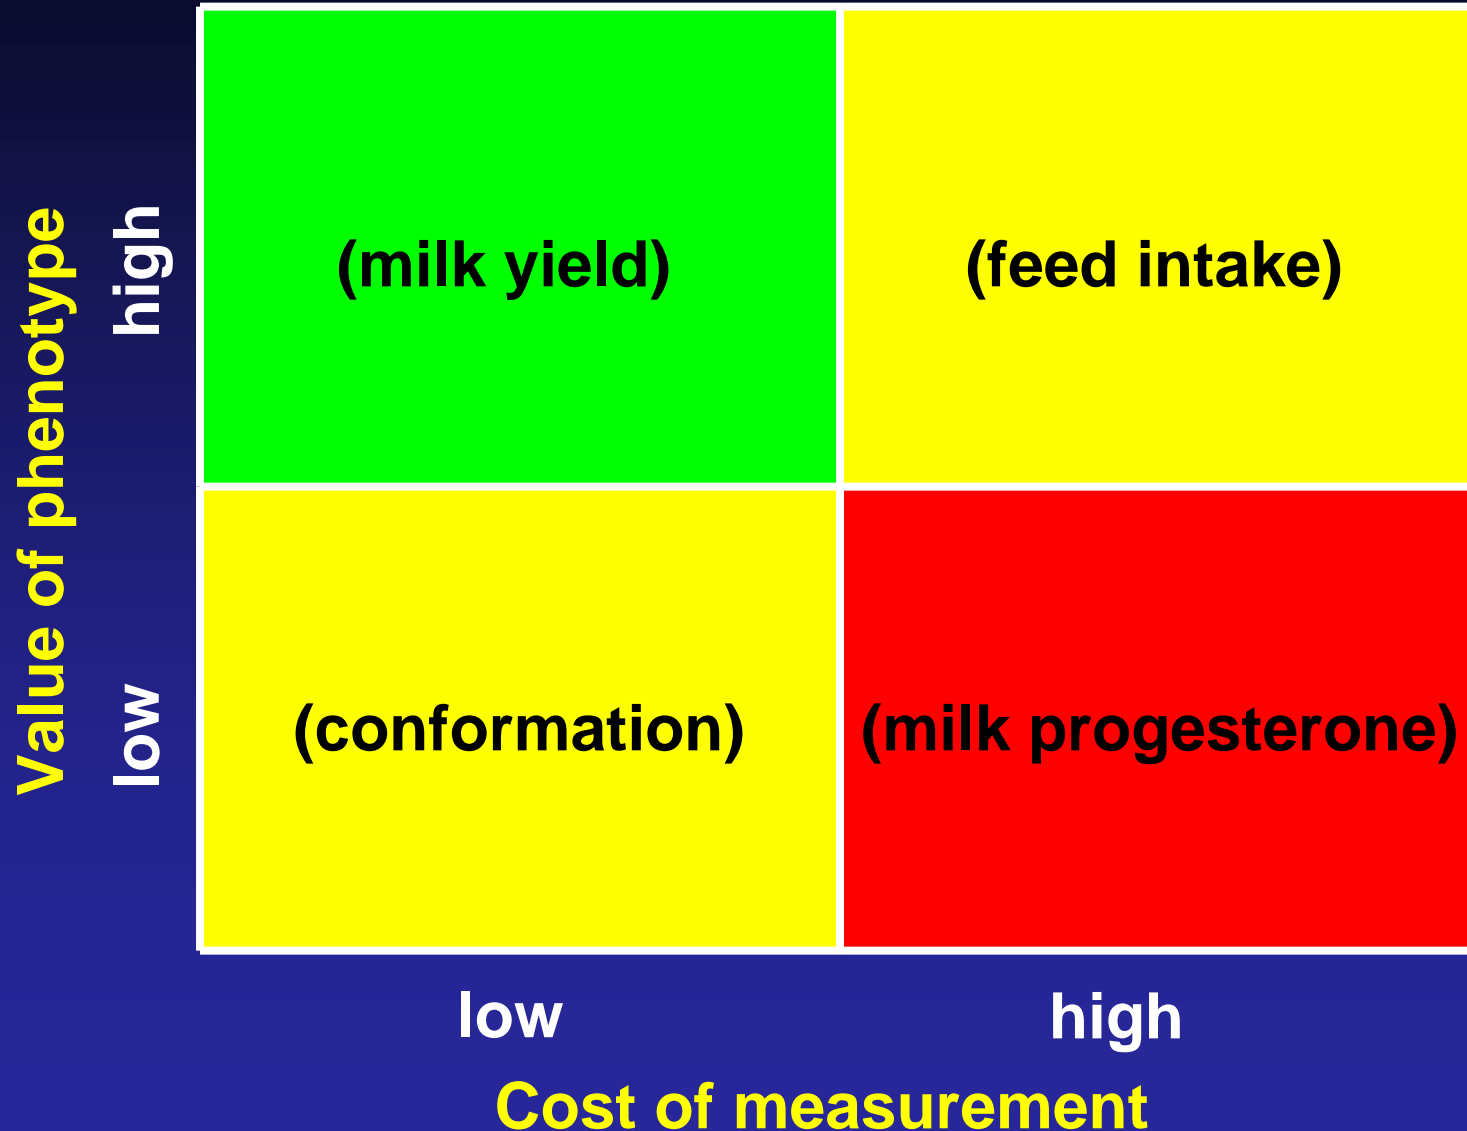 Value of phenotype
high
(milk yield)
(feed intake)
low
(conformation)
(milk progesterone)
low
high
Cost of measurement